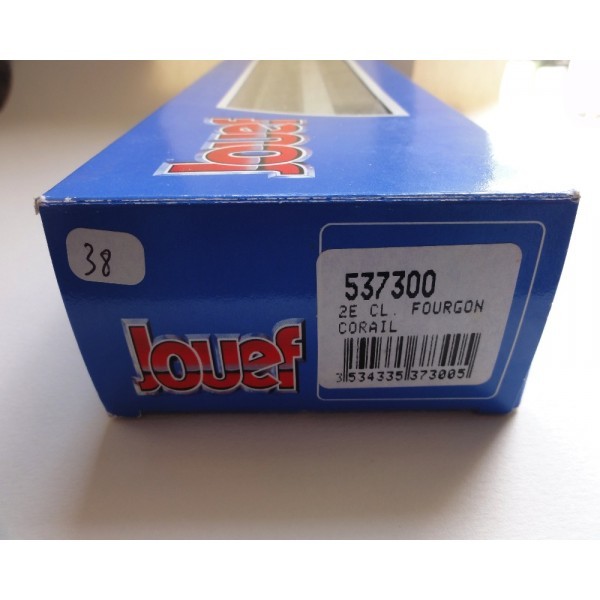 Jouef
38
Jouef
537300
2E CL. FOURGON
CORAIL
3 534335 373005